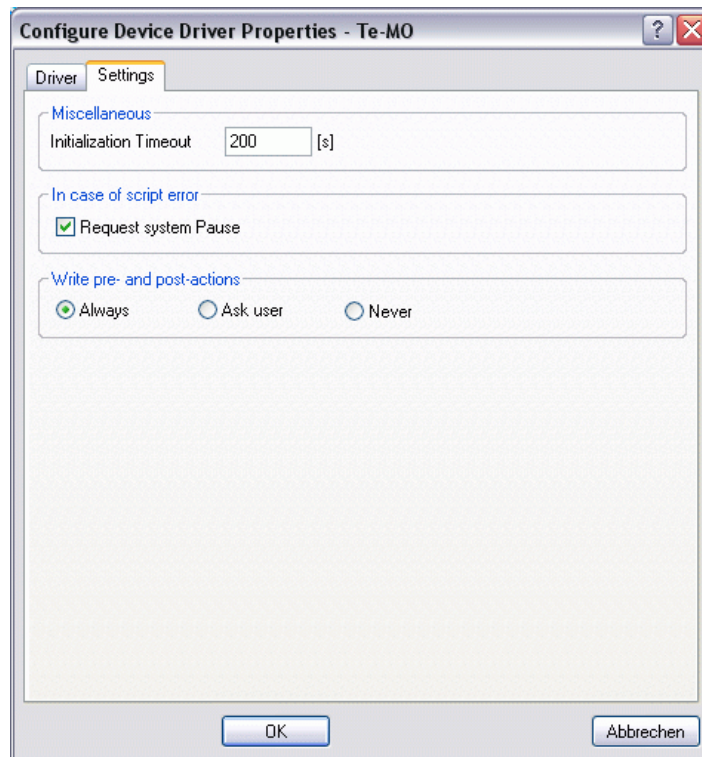 Configure Device Driver Properties - Te-MO
Driver Settings
Miscellaneous
Initialization Timeout 200 [s]
In case of script error
Request system Pause
Write pre- and post-actions
Always Ask user Never
OK Abbrechen